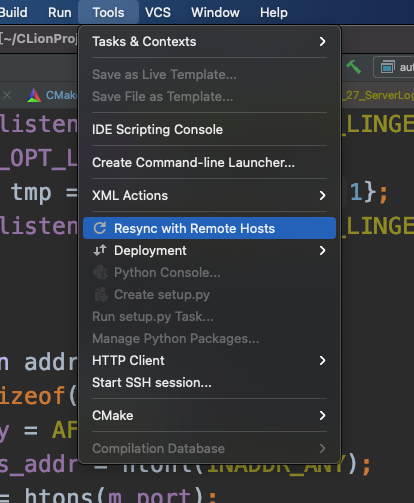 Build Run Tools VCS Window Help
[~/CLionProj
Tasks & Contexts
aut
Save as Live Template...
CMake
Save File as Template...
_27_ServerLog
listen
_LINGE
IDE Scripting Console
_OPT_L
Create Command-line Launcher...
tmp =
1};
XML Actions
listen
_LINGE
Resync with Remote Hosts
Deployment
Python Console...
Create setup.py
Run setup.py Task...
Manage Python Packages...
n addr
HTTP Client
izeof(
Start SSH session...
y = AF
CMake
Compilation Database
s_addr = htonl(INADDR_ANY);
= htons(m_port);